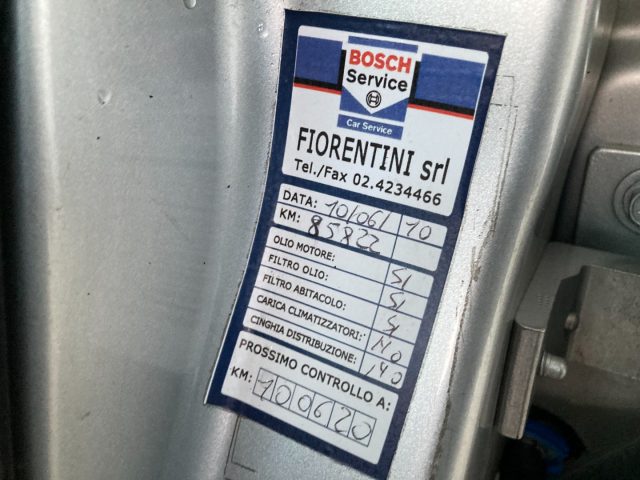 BOSCH
Service
Car Service
FIORENTINI srl
Tel./Fax 02.4234466
DATA: 10/06/10
KM: 85822
OLIO MOTORE: SI
FILTRO OLIO: SI
FILTRO ABITACOLO: SI
CARICA CLIMATIZZATORI: NO
CINGHIA DISTRIBUZIONE: NO
PROSSIMO CONTROLLO A:
KM: 100620